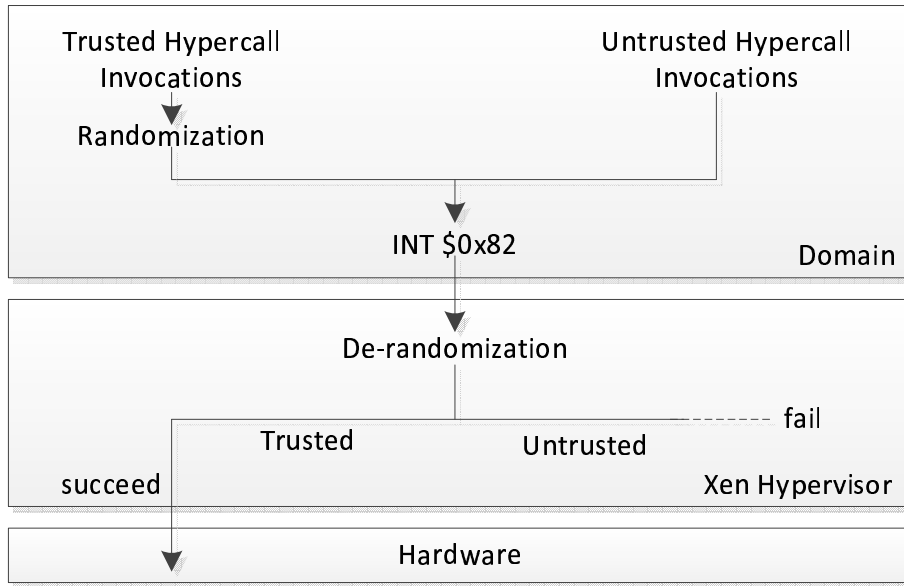 Trusted Hypercall
Invocations
Untrusted Hypercall
Invocations
Randomization
INT $0x82
Domain
De-randomization
fail
Trusted
Untrusted
succeed
Xen Hypervisor
Hardware